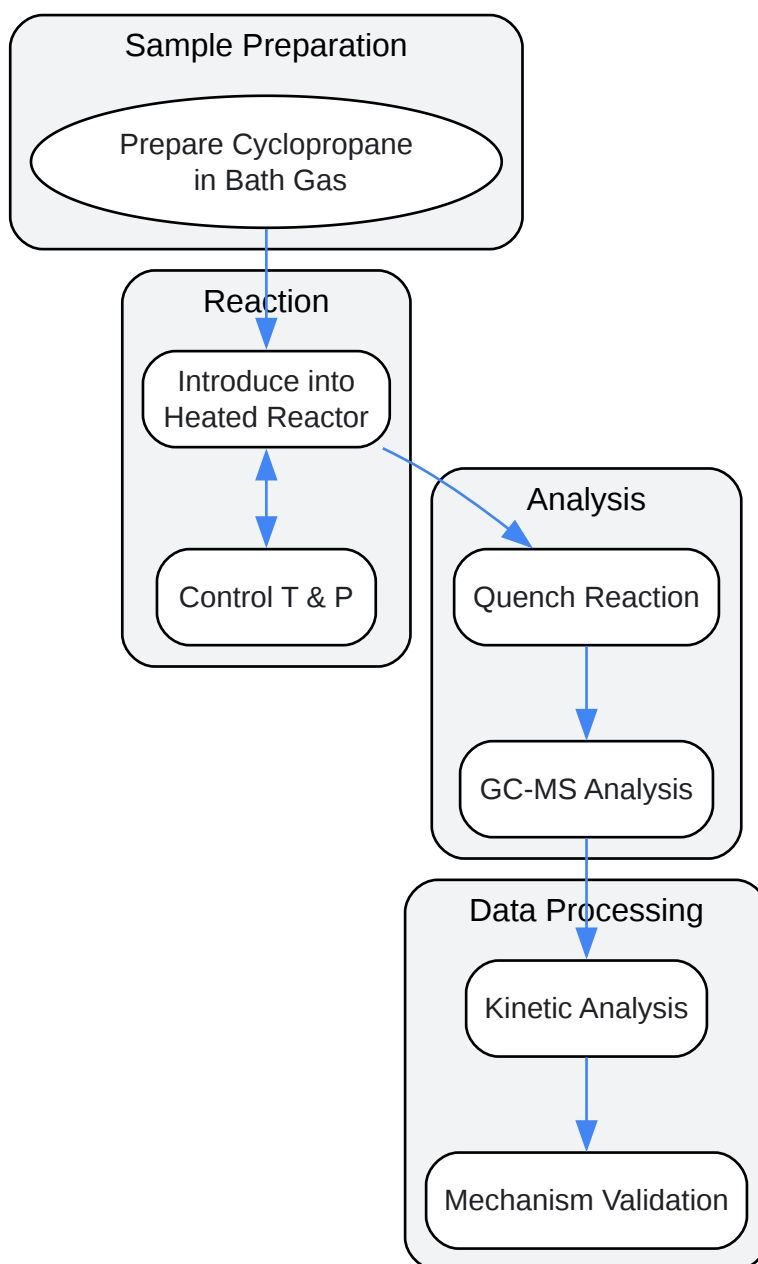 Sample Preparation
Prepare Cyclopropane
in Bath Gas
Reaction
Introduce into
Heated Reactor
Control T & P
Analysis
Quench Reaction
GC-MS Analysis
Data Processing
Kinetic Analysis
Mechanism Validation